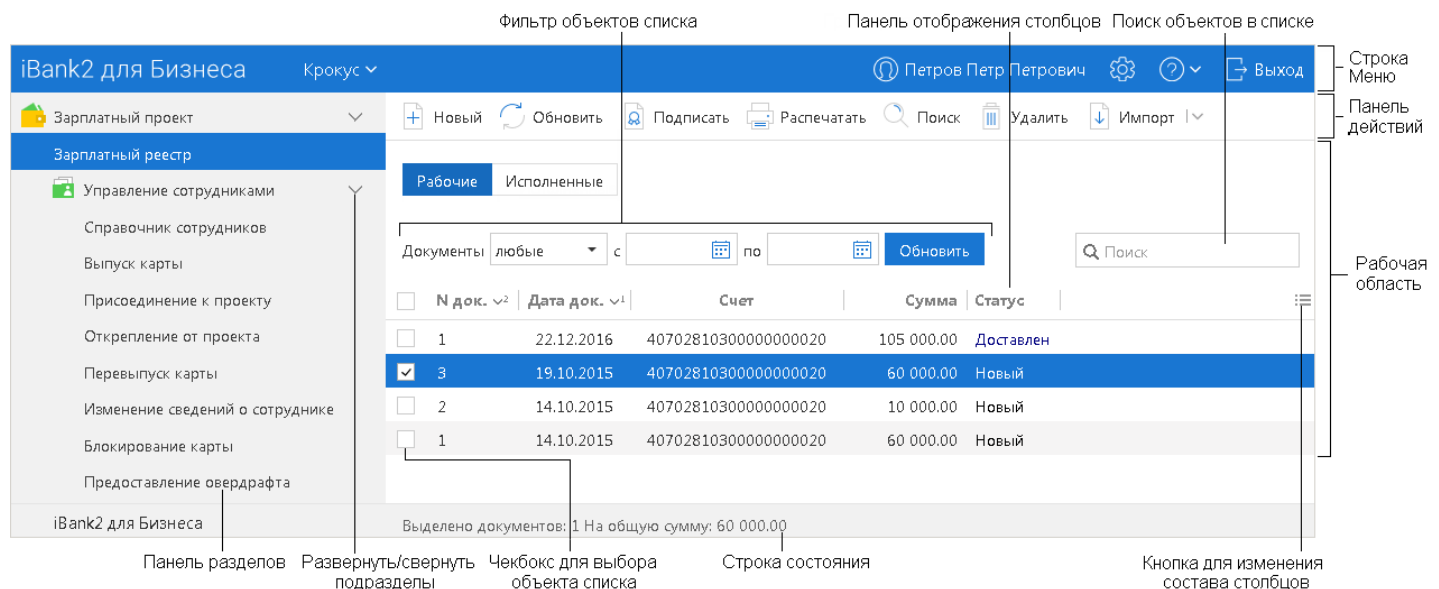 Фильтр объектов списка
Панель отображения столбцов
Поиск объектов в списке
iBank2 для Бизнеса
Крокус
Петров Петр Петрович
Выход
Строка
Меню
Зарплатный проект
Новый
Обновить
Подписать
Распечатать
Поиск
Удалить
Импорт
Панель
действий
Зарплатный реестр
Управление сотрудниками
Справочник сотрудников
Выпуск карты
Присоединение к проекту
Открепление от проекта
Перевыпуск карты
Изменение сведений о сотруднике
Блокирование карты
Предоставление овердрафта
Рабочие
Исполненные
Документы любые с по Обновить
Поиск
N док. 2 Дата док. 1 Счет Сумма Статус
1 22.12.2016 40702810300000000020 105 000.00 Доставлен
3 19.10.2015 40702810300000000020 60 000.00 Новый
2 14.10.2015 40702810300000000020 10 000.00 Новый
1 14.10.2015 40702810300000000020 60 000.00 Новый
Рабочая
область
iBank2 для Бизнеса
Выделено документов: 1 На общую сумму: 60 000.00
Панель разделов
Развернуть/свернуть
подразделы
Чекбокс для выбора
объекта списка
Строка состояния
Кнопка для изменения
состава столбцов